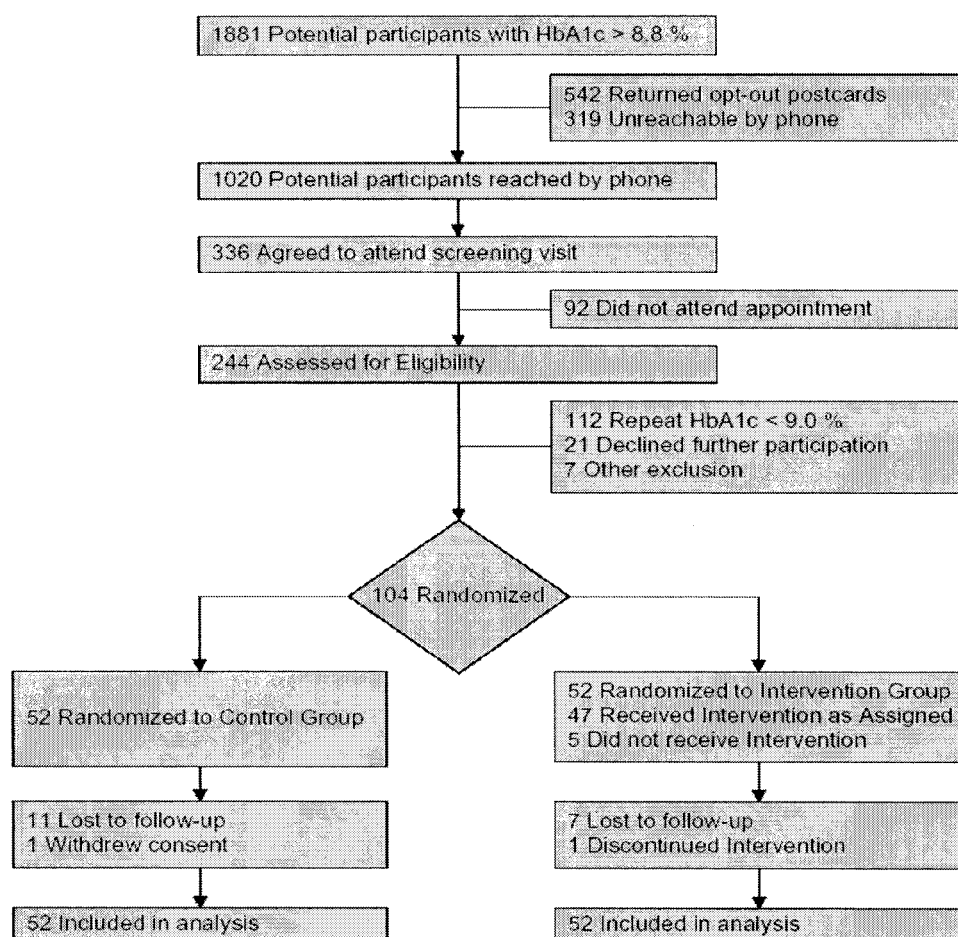 1881 Potential participants with HbA1c > 8.8 %
542 Returned opt-out postcards
319 Unreachable by phone
1020 Potential participants reached by phone
336 Agreed to attend screening visit
92 Did not attend appointment
244 Assessed for Eligibility
112 Repeat HbA1c < 9.0 %
21 Declined further participation
7 Other exclusion
104 Randomized
52 Randomized to Control Group
52 Randomized to Intervention Group
47 Received Intervention as Assigned
5 Did not receive Intervention
11 Lost to follow-up
1 Withdrew consent
7 Lost to follow-up
1 Discontinued Intervention
52 Included in analysis
52 Included in analysis